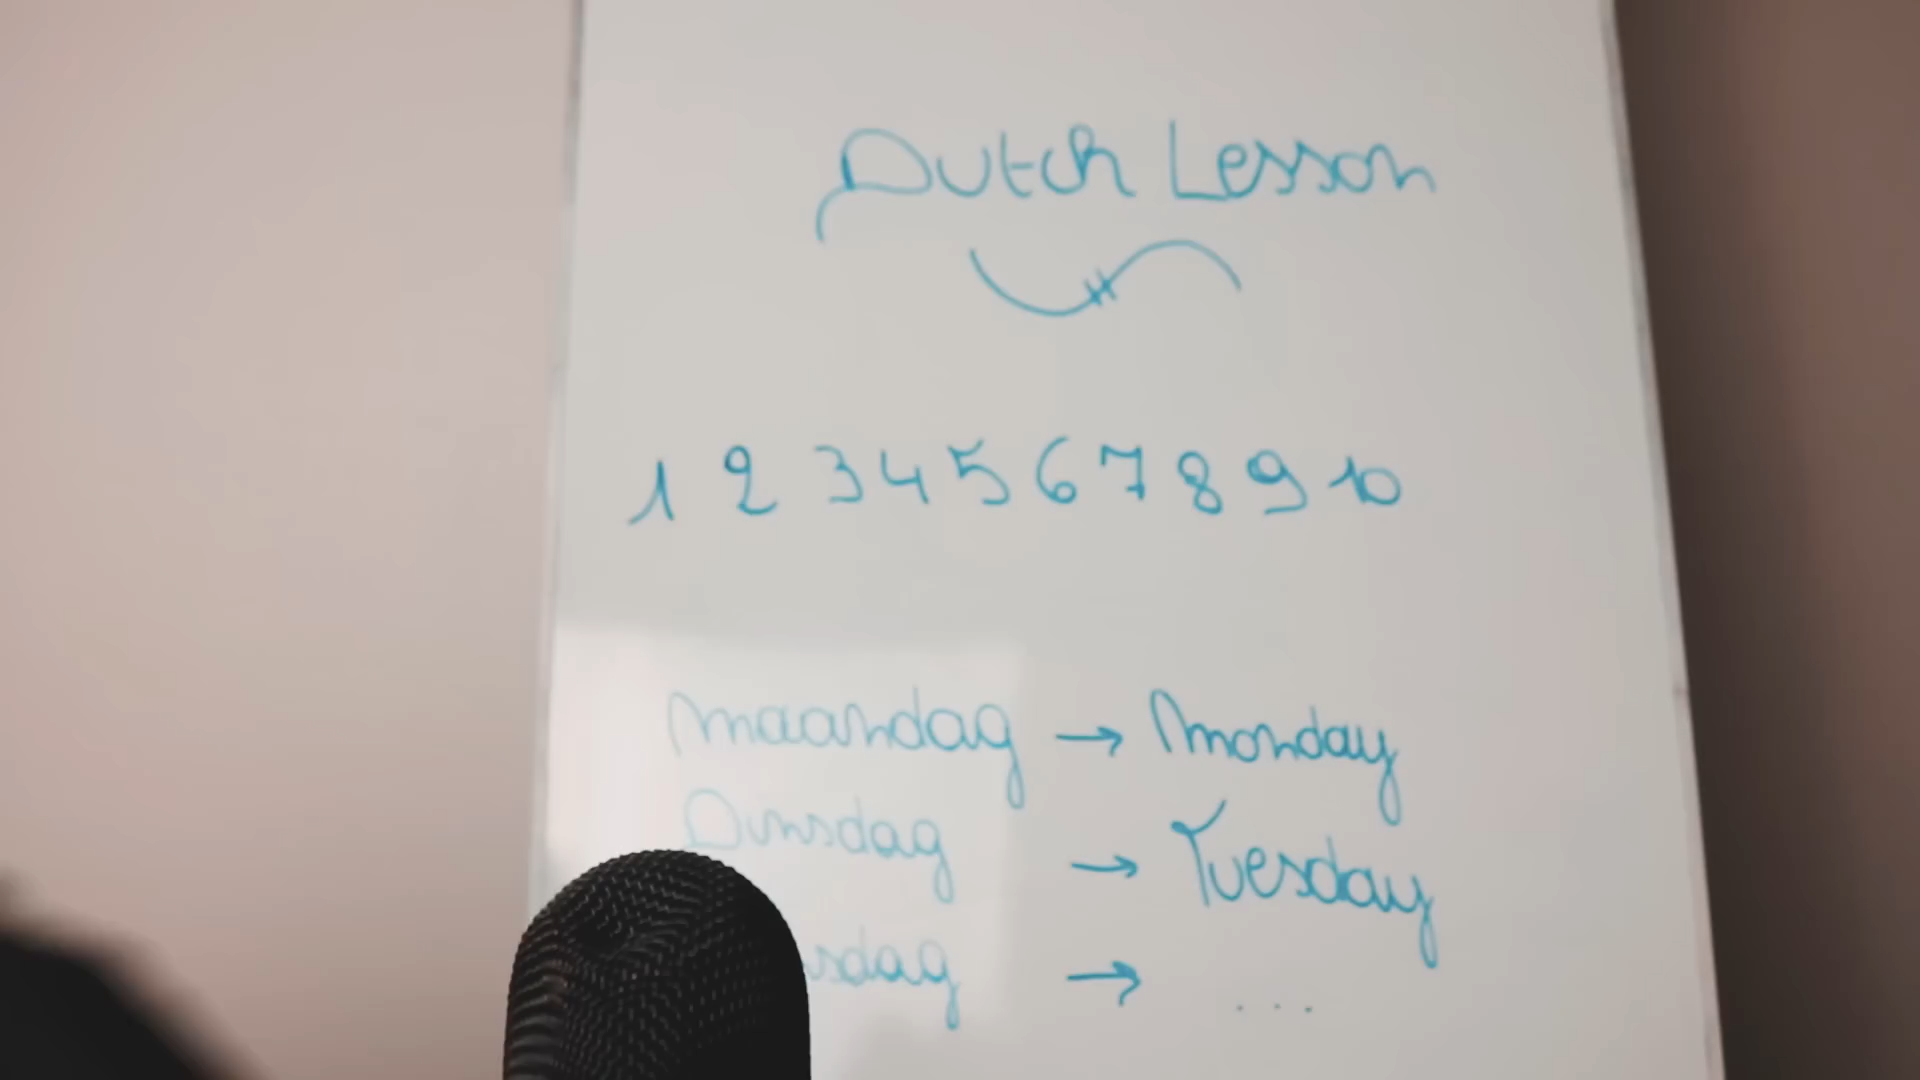 Dutch Lesson
1 2 3 4 5 6 7 8 9 10
maandag → monday
Dinsdag → Tuesday
→ ...